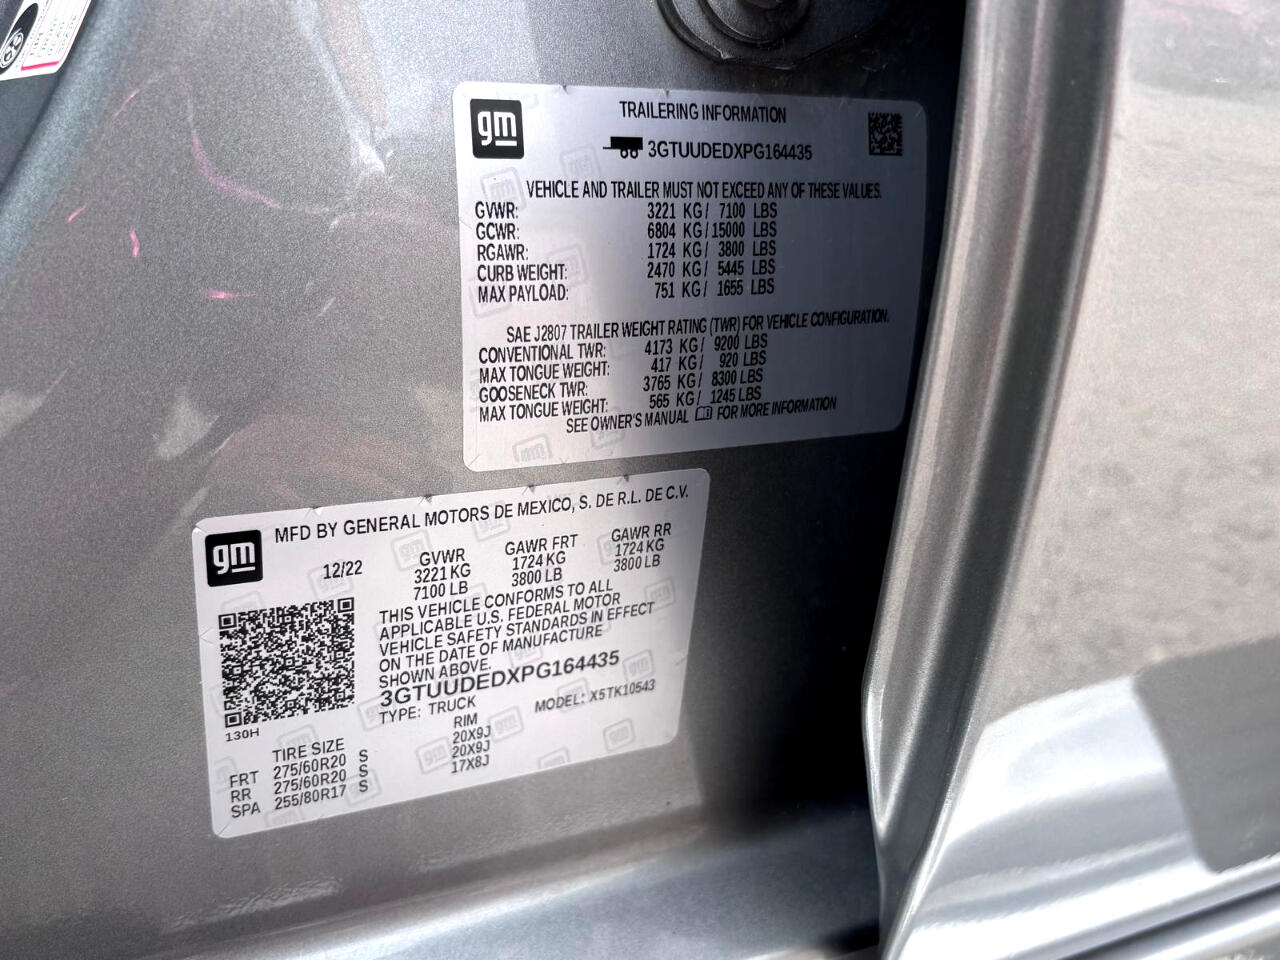 gm
TRAILERING INFORMATION
3GTUUDEDXPG164435
VEHICLE AND TRAILER MUST NOT EXCEED ANY OF THESE VALUES.
GVWR: 3221 KG/ 7100 LBS
GCWR: 6804 KG/15000 LBS
RGAWR: 1724 KG/ 3800 LBS
CURB WEIGHT: 2470 KG/ 5445 LBS
MAX PAYLOAD: 751 KG/ 1655 LBS
SAE J2807 TRAILER WEIGHT RATING (TWR) FOR VEHICLE CONFIGURATION.
CONVENTIONAL TWR: 4173 KG/ 9200 LBS
MAX TONGUE WEIGHT: 417 KG/ 920 LBS
GOOSENECK TWR: 3765 KG/ 8300 LBS
MAX TONGUE WEIGHT: 565 KG/ 1245 LBS
SEE OWNER'S MANUAL FOR MORE INFORMATION
gm
MFD BY GENERAL MOTORS DE MEXICO, S. DE R.L. DE C.V.
12/22 GVWR GAWR FRT GAWR RR
3221 KG 1724 KG 1724 KG
7100 LB 3800 LB 3800 LB
THIS VEHICLE CONFORMS TO ALL
APPLICABLE U.S. FEDERAL MOTOR
VEHICLE SAFETY STANDARDS IN EFFECT
ON THE DATE OF MANUFACTURE
SHOWN ABOVE.
3GTUUDEDXPG164435
TYPE: TRUCK MODEL: X5TK10543
130H
TIRE SIZE RIM
FRT 275/60R20 S 20X9J
RR 275/60R20 S 20X9J
SPA 255/80R17 S 17X8J